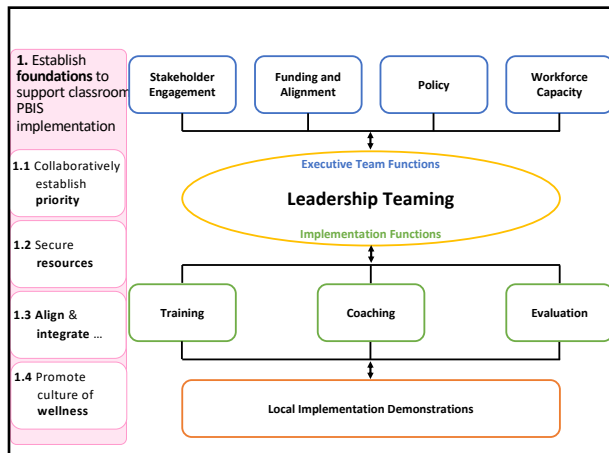 1. Establish
foundations to
support classroom
PBIS
implementation
1.1 Collaboratively
establish
priority
1.2 Secure
resources
1.3 Align &
integrate ...
1.4 Promote
culture of
wellness
Stakeholder
Engagement
Funding and
Alignment
Policy
Workforce
Capacity
Executive Team Functions
Leadership Teaming
Implementation Functions
Training
Coaching
Evaluation
Local Implementation Demonstrations